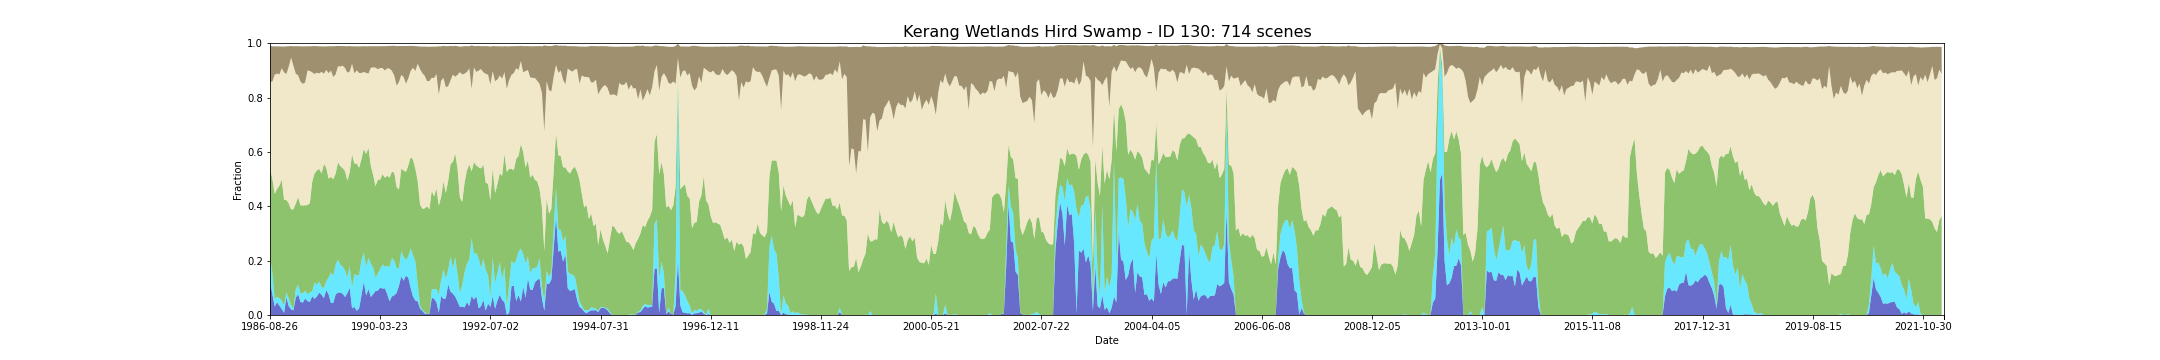 Kerang Wetlands Hird Swamp - ID 130: 714 scenes
1.0
0.8
0.6
0.4
0.2
0.0
Fraction
1986-08-26 1990-03-23 1992-07-02 1994-07-31 1996-12-11 1998-11-24 2000-05-21 2002-07-22 2004-04-05 2006-06-08 2008-12-05 2013-10-01 2015-11-08 2017-12-31 2019-08-15 2021-10-30
Date